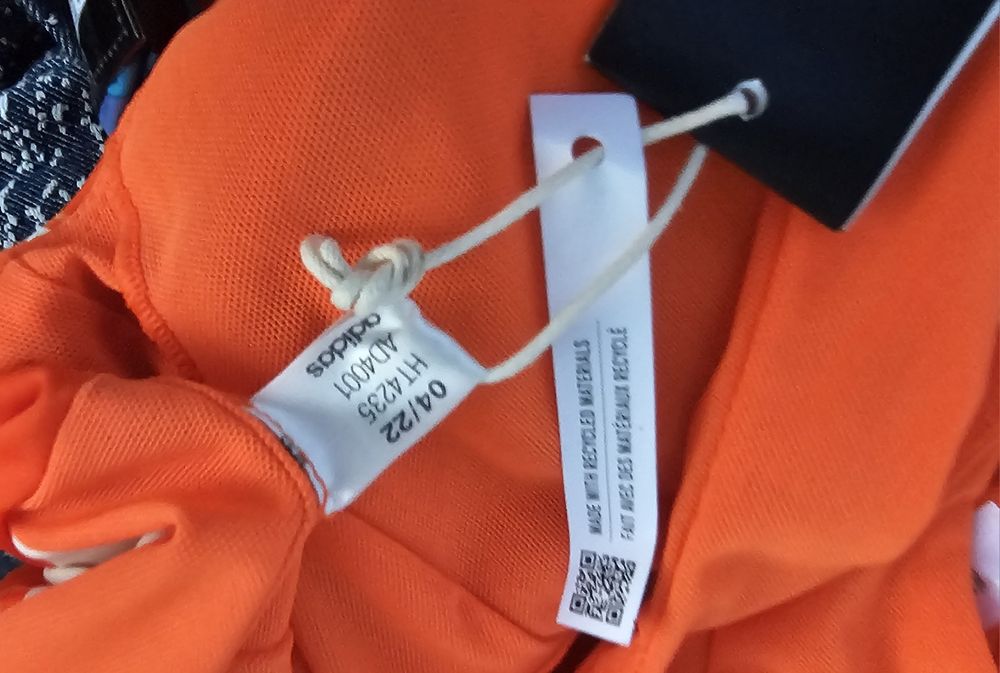 adidas
AD4001
HT4235
04/22
MADE WITH RECYCLED MATERIALS
FAIT AVEC DES MATÉRIAUX RECYCLÉ